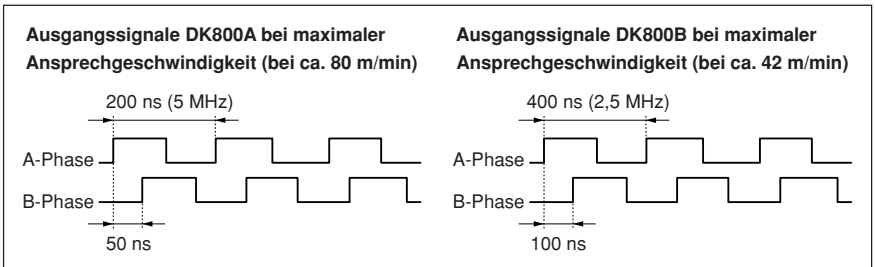 Ausgangssignale DK800A bei maximaler
Ansprechgeschwindigkeit (bei ca. 80 m/min)
200 ns (5 MHz)
A-Phase
B-Phase
50 ns
Ausgangssignale DK800B bei maximaler
Ansprechgeschwindigkeit (bei ca. 42 m/min)
400 ns (2,5 MHz)
A-Phase
B-Phase
100 ns